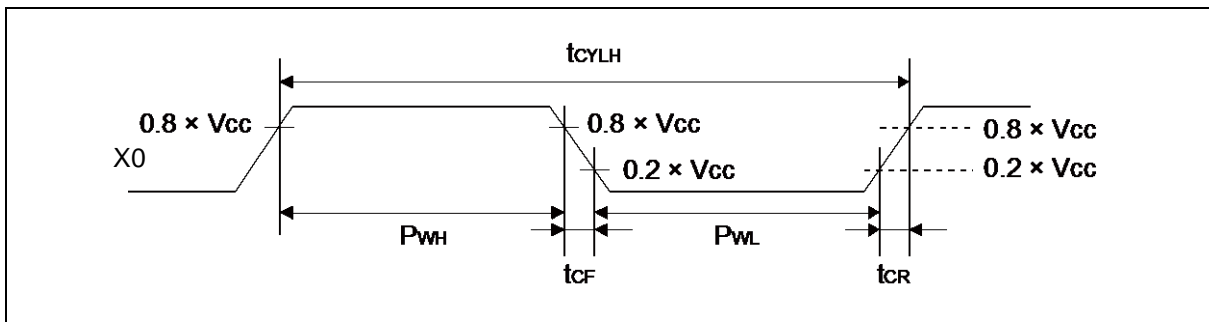 tCYLH
0.8 × Vcc
0.8 × Vcc
0.8 × Vcc
X0
0.2 × Vcc
0.2 × Vcc
PWH
PWL
tCF
tCR